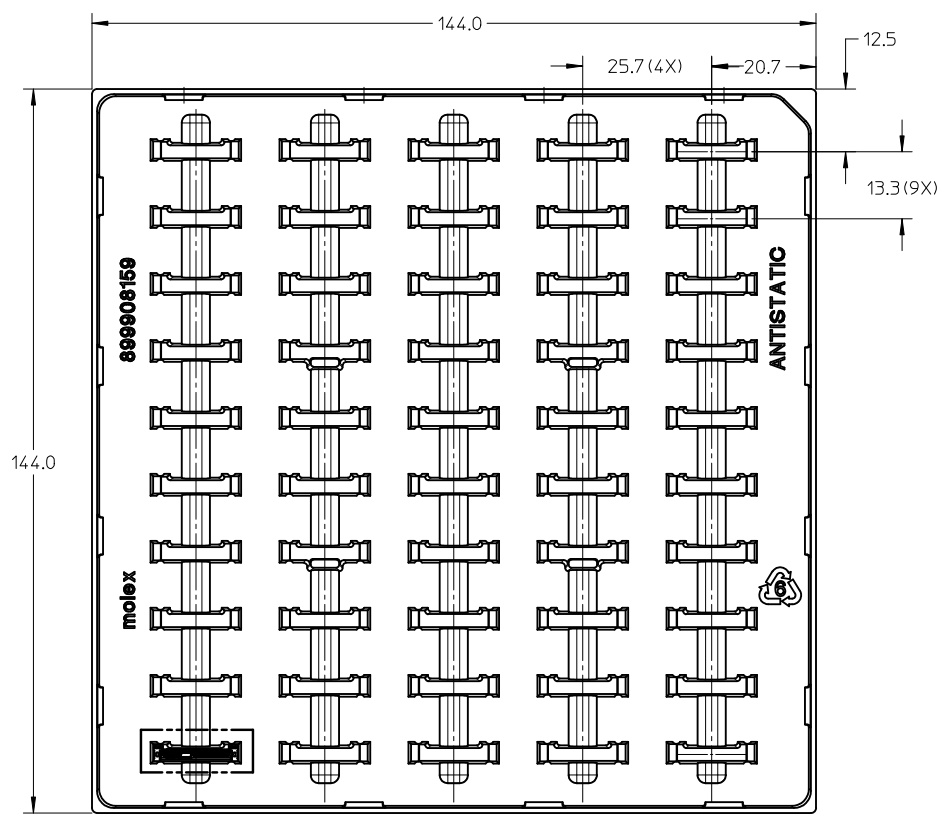 144.0
12.5
25.7 (4X)
20.7
13.3 (9X)
899908159
ANTISTATIC
144.0
molex
6